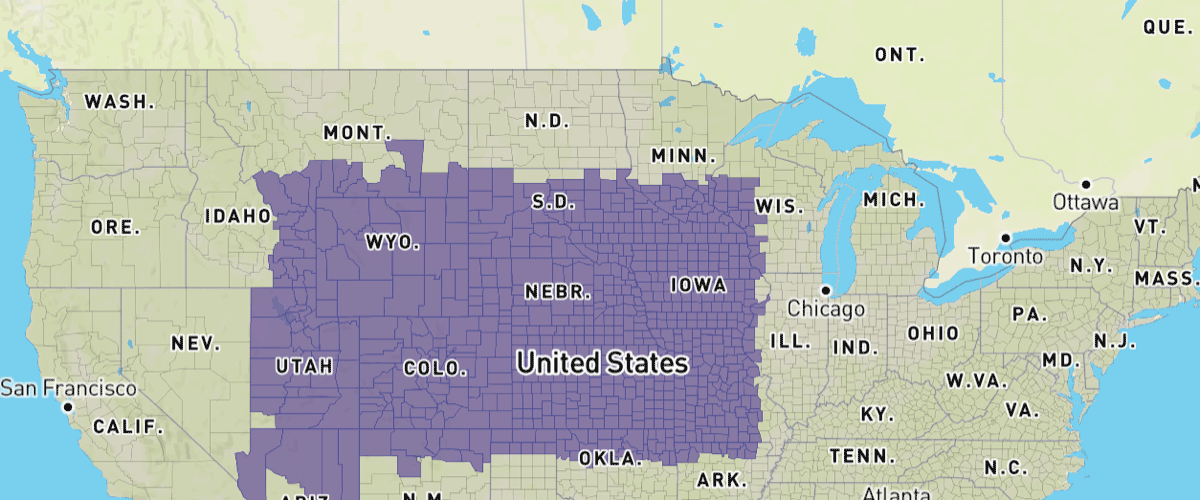 QUE.
ONT.
WASH.
N.D.
MONT.
MINN.
Ottawa
S.D.
WIS.
MICH.
IDAHO
ORE.
VT.
WYO.
Toronto
N.Y.
MASS.
NEBR.
IOWA
Chicago
PA.
OHIO
NEV.
ILL.
IND.
N.J.
MD.
UTAH
COLO.
United States
W.VA.
San Francisco
KY.
VA.
CALIF.
OKLA.
TENN.
N.C.
ARK.
ARIZ.
N.M.
Atlanta